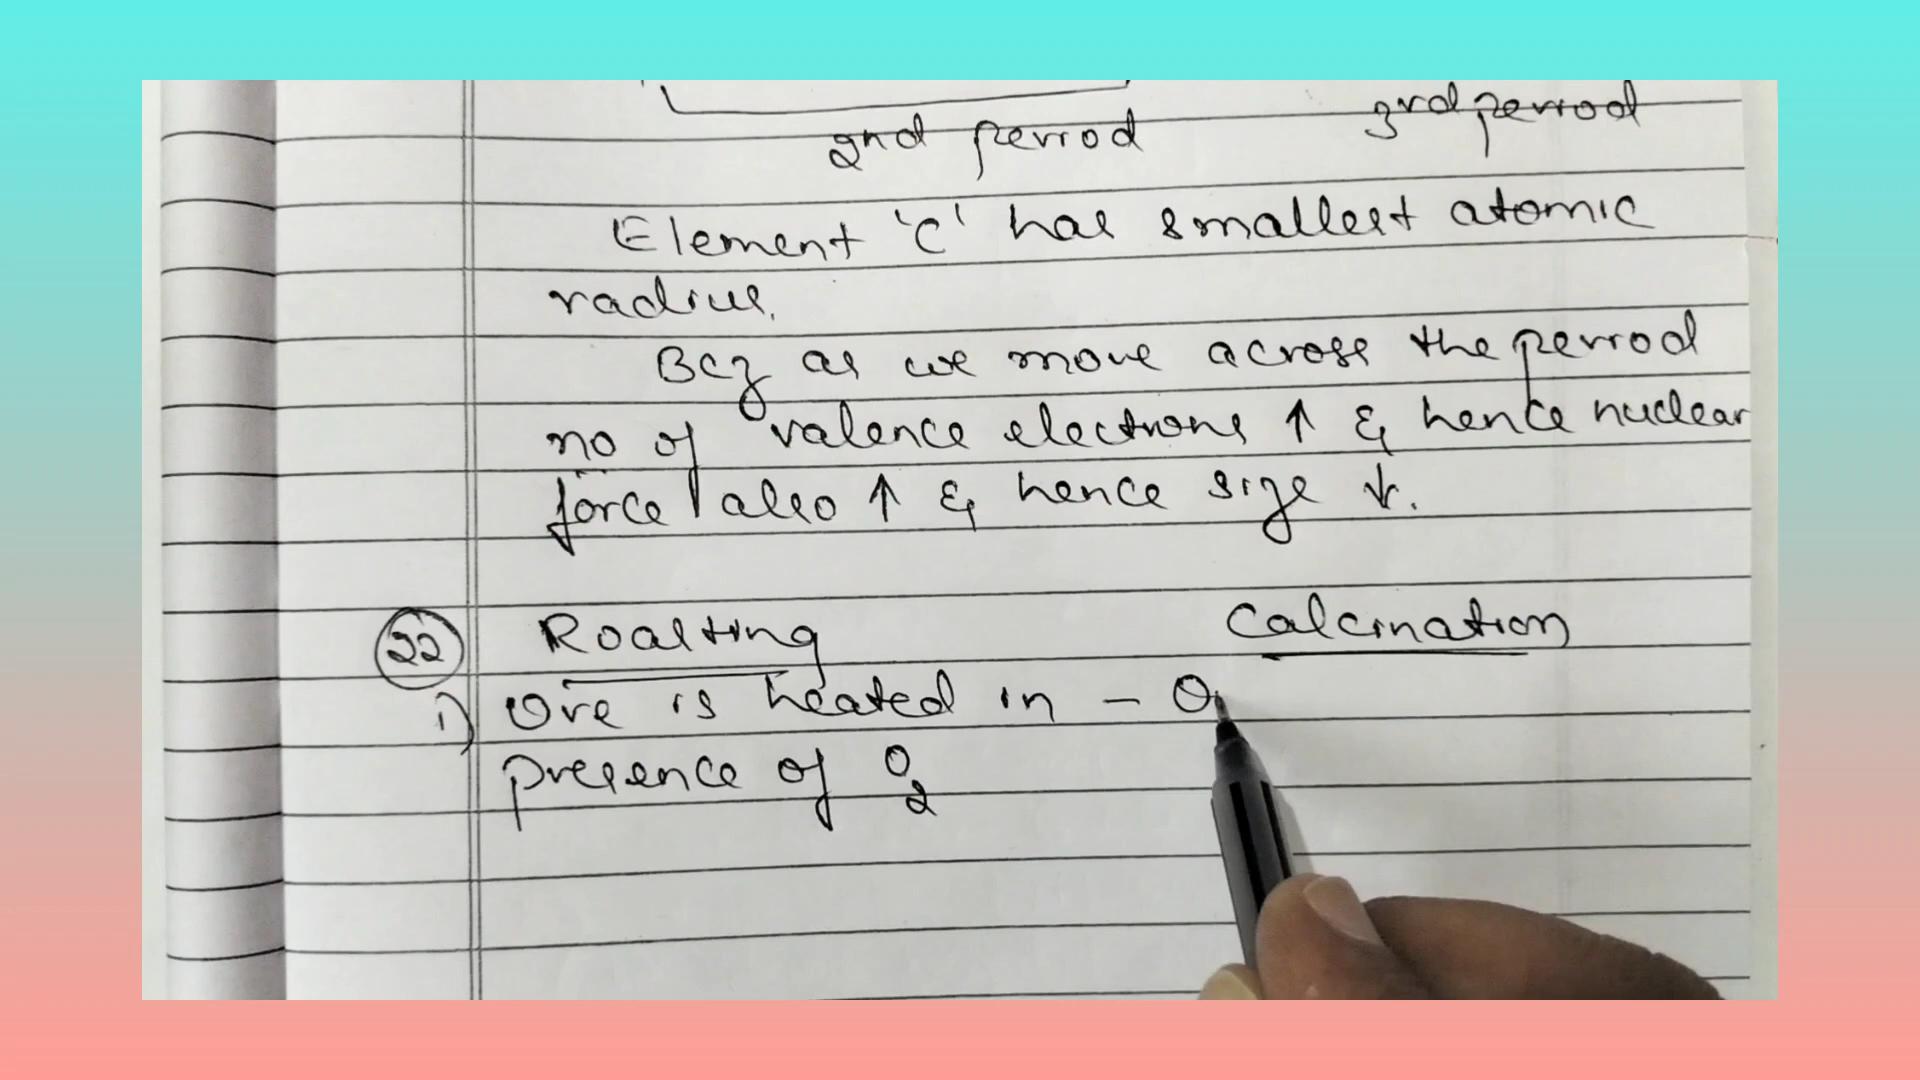 2nd period 3rd period
Element 'C' has smallest atomic
radius.
Bcz as we move across the period
no of valence electrons ↑ & hence nuclear
force also ↑ & hence size ↓.
22 Roasting Calcination
i) Ore is heated in - O
presence of O2